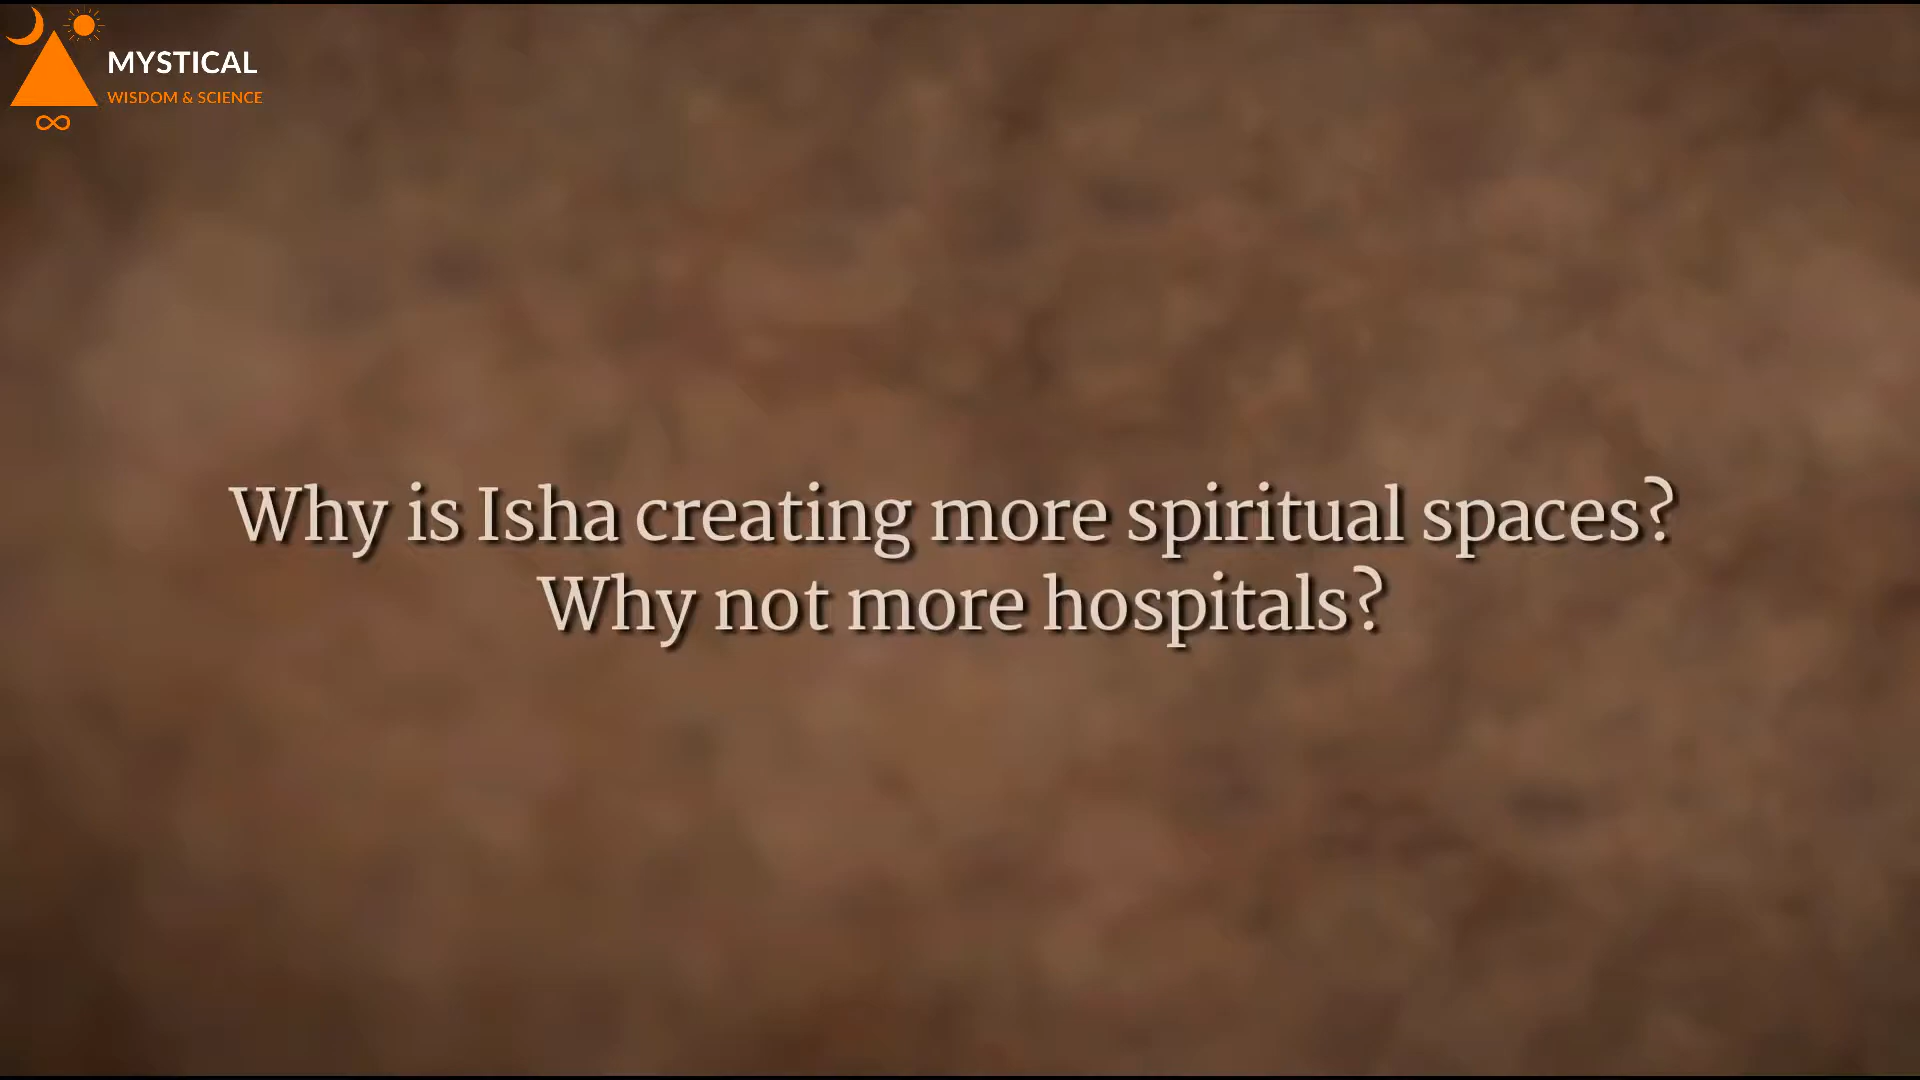 MYSTICAL
WISDOM & SCIENCE
Why is Isha creating more spiritual spaces?
Why not more hospitals?